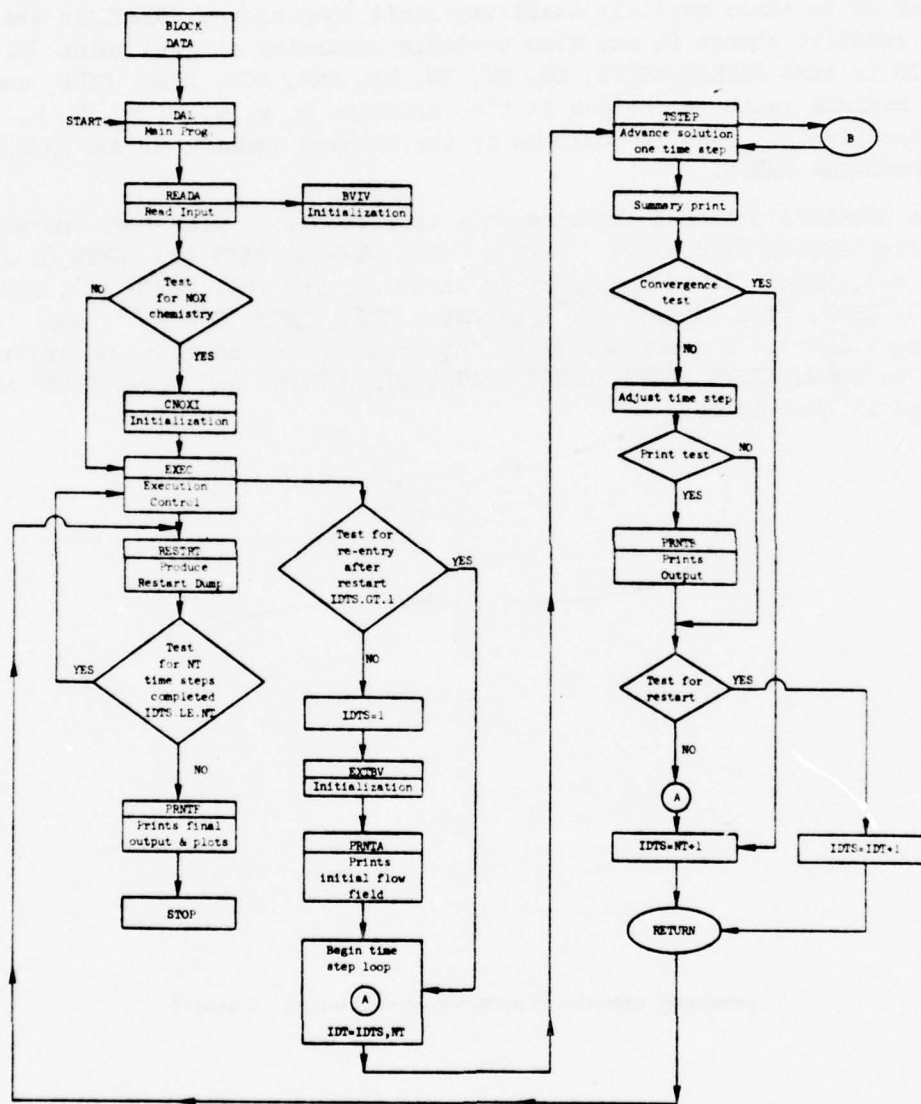 BLOCK
DATA
START
DAL
Main Prog.
READA
Read Input
BVIV
Initialization
Test
for NOX
chemistry
NO
YES
CNOXI
Initialization
EXEC
Execution
Control
RESTRT
Produce
Restart Dump
Test
for NT
time steps
completed
IDTS.LE.NT
YES
NO
PRNTF
Prints final
output & plots
STOP
Test for
re-entry
after
restart
IDTS.GT.1
YES
NO
IDTS=1
EXTBV
Initialization
PRNTA
Prints
initial flow
field
Begin time
step loop
A
IDT=IDTS,NT
TSTEP
Advance solution
one time step
B
Summary print
Convergence
test
YES
NO
Adjust time step
Print test
NO
YES
Prints
Output
Test for
restart
YES
NO
A
IDTS=NT+1
IDTS=IDT+1
RETURN